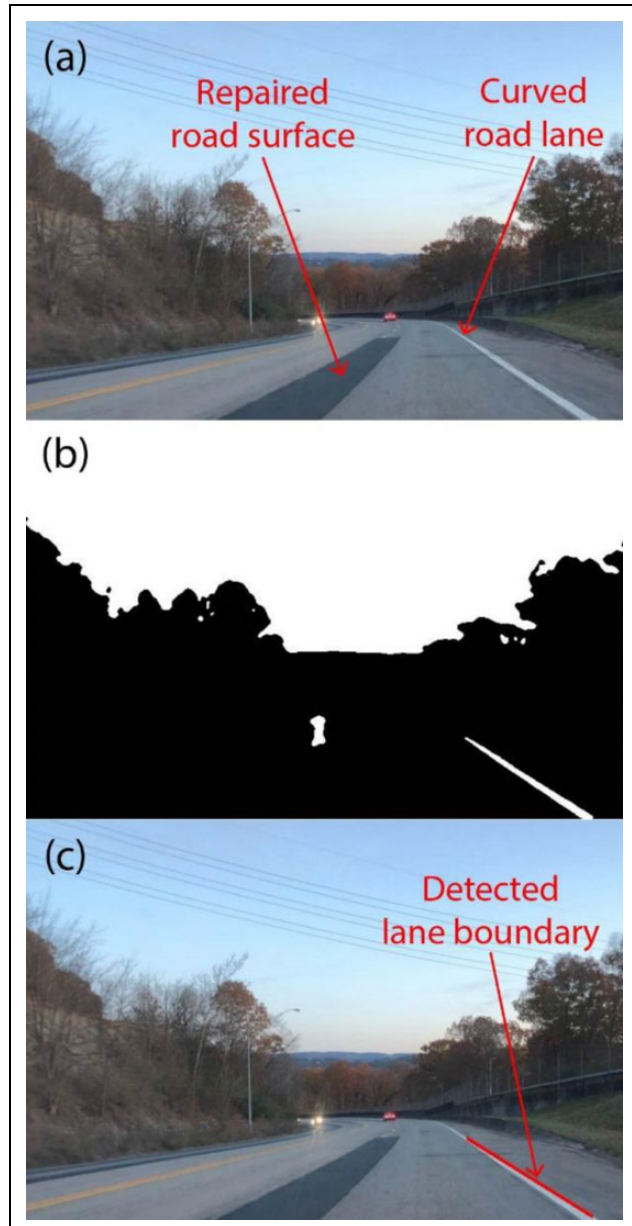 (a)
Repaired
road surface
Curved
road lane
(b)
(c)
Detected
lane boundary